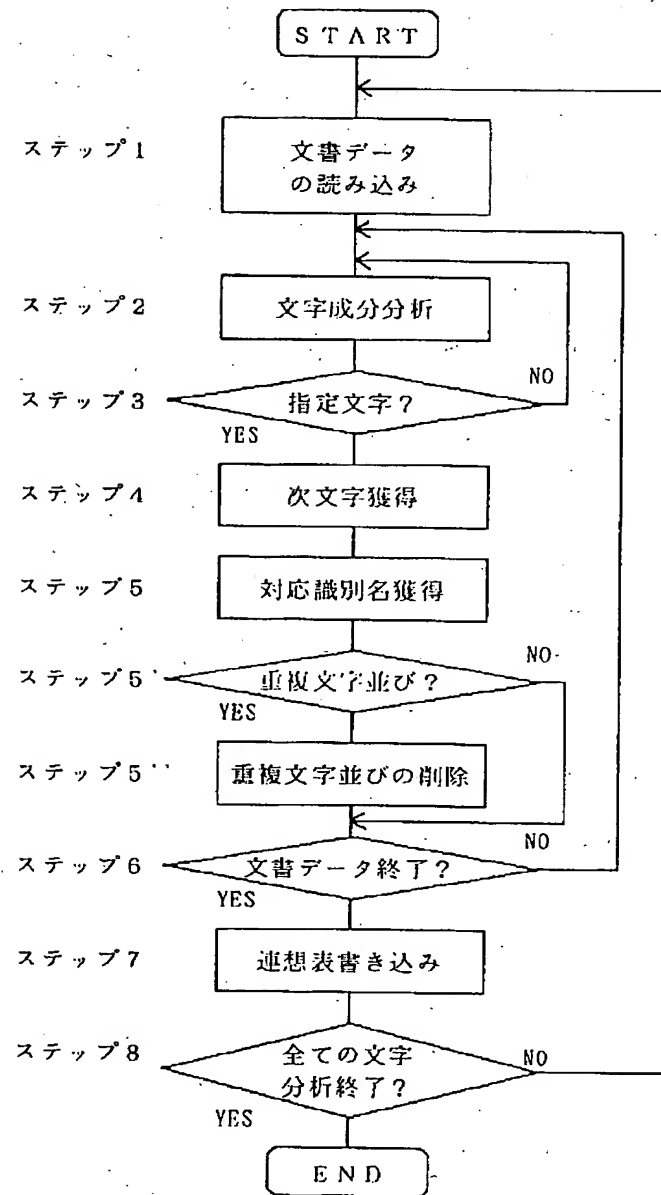 START
ステップ1
文書データ
の読み込み
ステップ2
文字成分分析
ステップ3
指定文字?
NO
YES
ステップ4
次文字獲得
ステップ5
対応識別名獲得
ステップ5'
重複文字並び?
NO
YES
ステップ5''
重複文字並びの削除
ステップ6
文書データ終了?
NO
YES
ステップ7
連想表書き込み
ステップ8
全ての文字
分析終了?
NO
YES
END